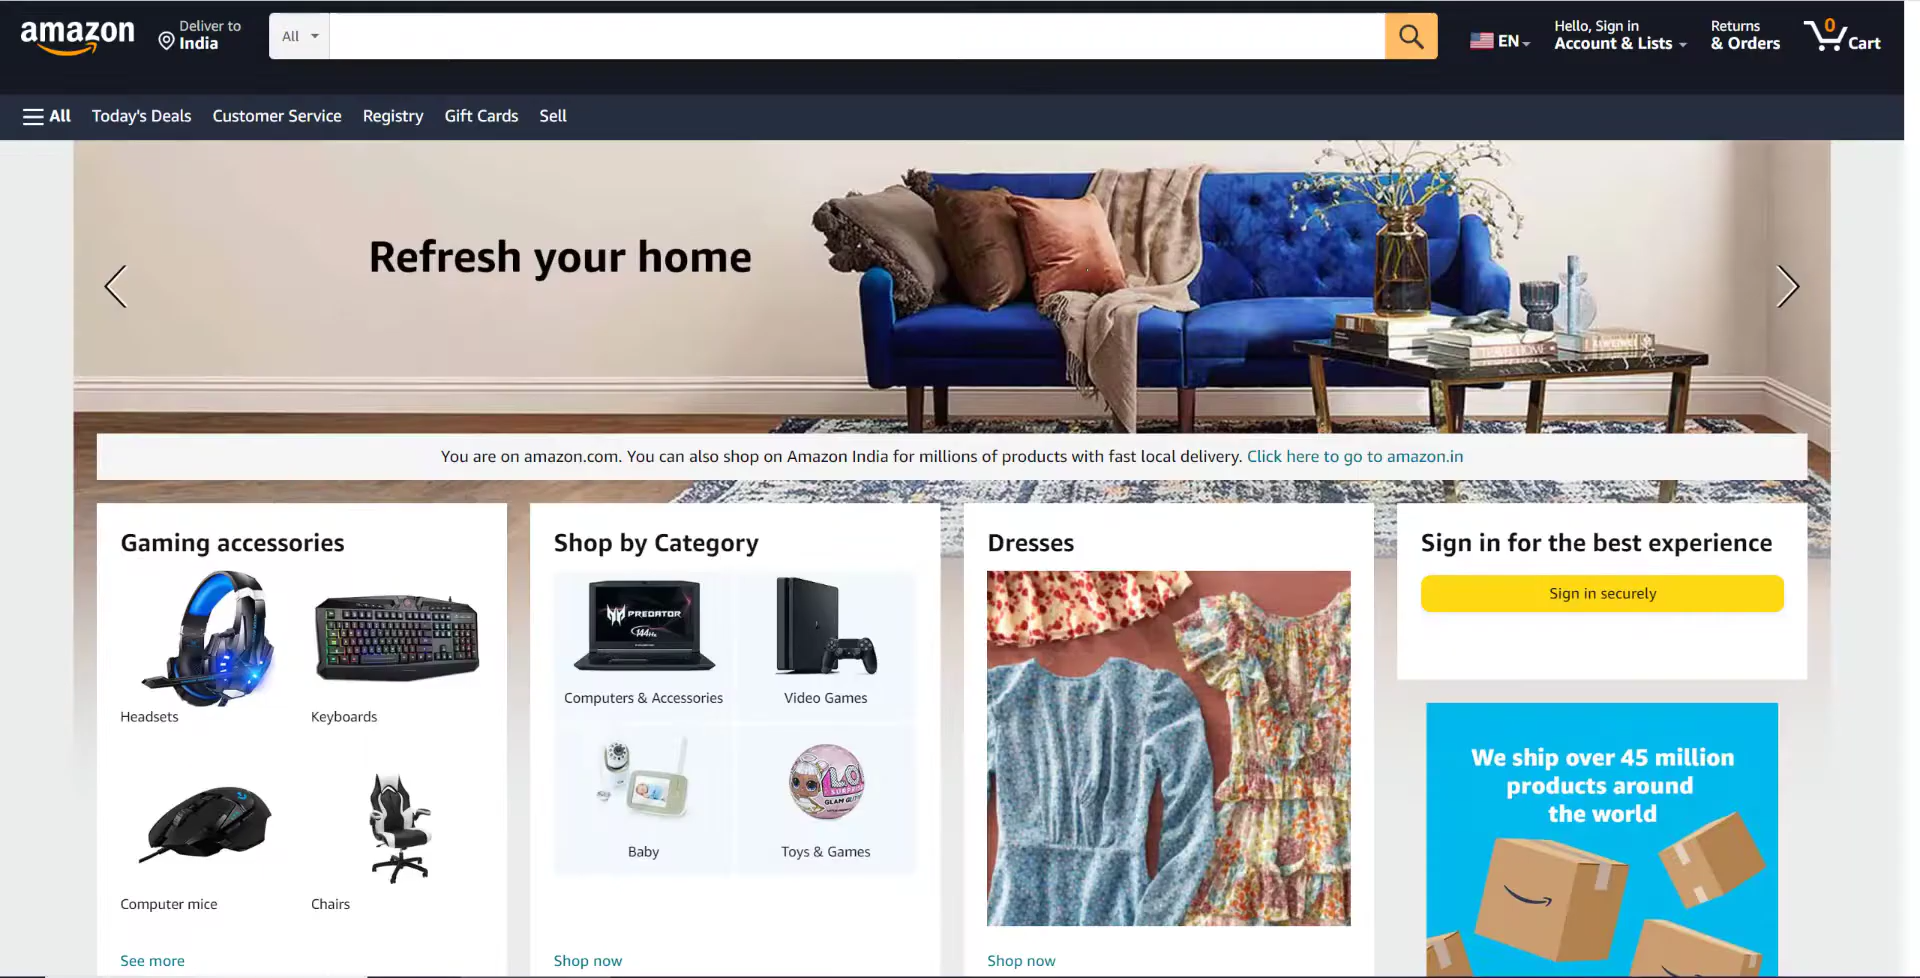 amazon
Deliver to
India
All
EN
Hello, Sign in
Account & Lists
Returns
& Orders
0
Cart
All
Today's Deals
Customer Service
Registry
Gift Cards
Sell
Refresh your home
You are on amazon.com. You can also shop on Amazon India for millions of products with fast local delivery. Click here to go to amazon.in
Gaming accessories
Headsets
Keyboards
Computer mice
Chairs
See more
Shop by Category
PREDATOR
144Hz
Computers & Accessories
Video Games
L.O.L.
SURPRISE
Baby
Toys & Games
Shop now
Dresses
Shop now
Sign in for the best experience
Sign in securely
We ship over 45 million
products around
the world